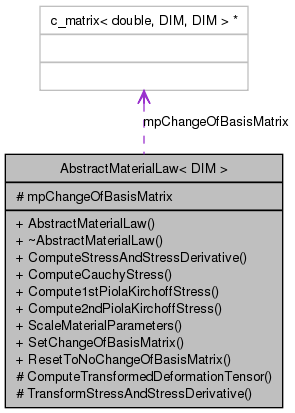 c_matrix< double, DIM, DIM > *
mpChangeOfBasisMatrix
AbstractMaterialLaw< DIM >
# mpChangeOfBasisMatrix
+ AbstractMaterialLaw()
+ ~AbstractMaterialLaw()
+ ComputeStressAndStressDerivative()
+ ComputeCauchyStress()
+ Compute1stPiolaKirchoffStress()
+ Compute2ndPiolaKirchoffStress()
+ ScaleMaterialParameters()
+ SetChangeOfBasisMatrix()
+ ResetToNoChangeOfBasisMatrix()
# ComputeTransformedDeformationTensor()
# TransformStressAndStressDerivative()